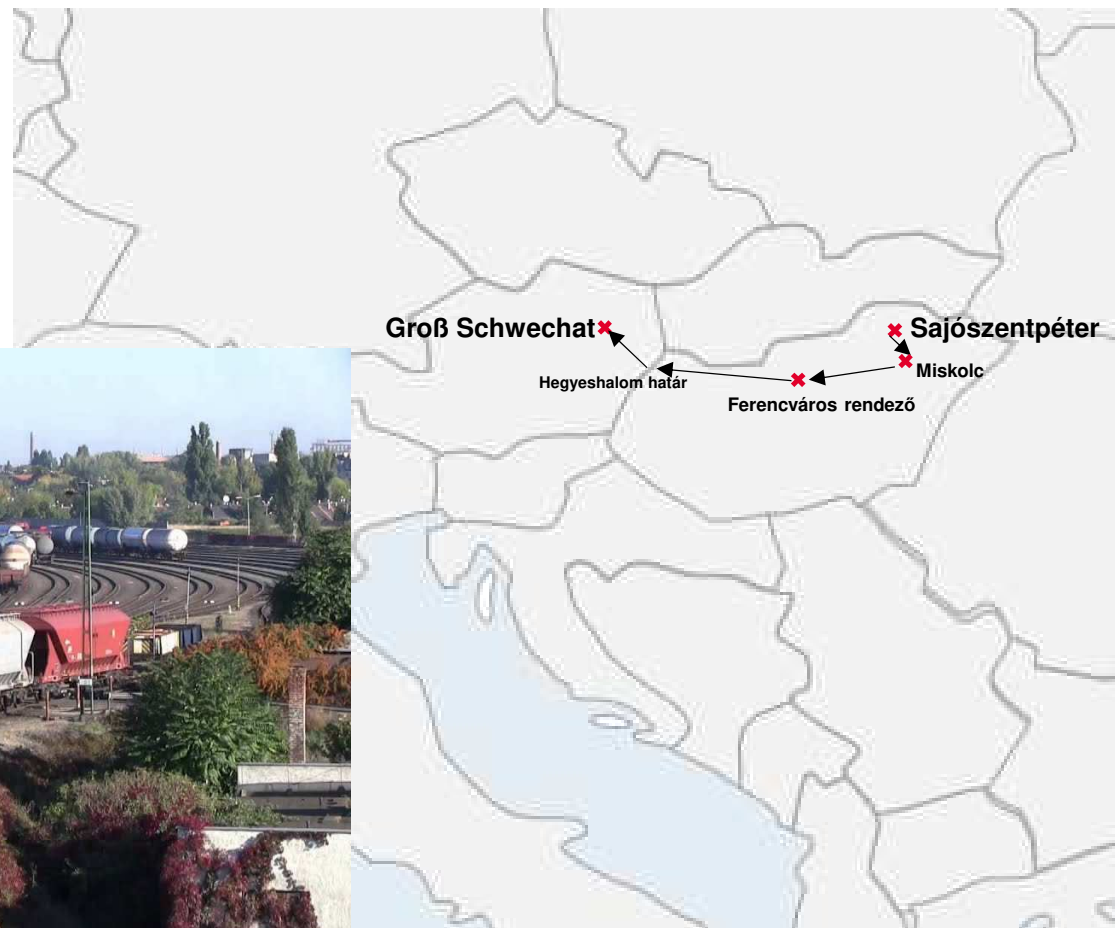 Groß Schwechat
Sajószentpéter
Miskolc
Hegyeshalom határ
Ferencváros rendező